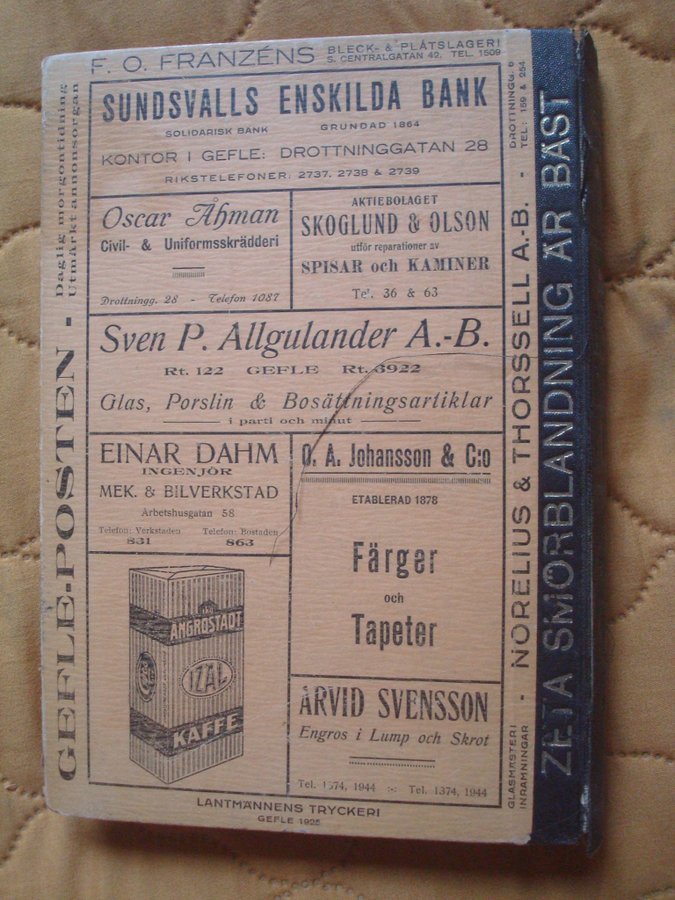 F. O. FRANZÉNS BLECK- & PLÅTSLAGERI
S. CENTRALGATAN 42. TEL. 1509
SUNDSVALLS ENSKILDA BANK
SOLIDARISK BANK GRUNDAD 1864
KONTOR I GEFLE: DROTTNINGGATAN 28
RIKSTELEFONER: 2737, 2738 & 2739
Oscar Åhman
Civil- & Uniformsskrädderi
Drottningg. 28 - Telefon 1087
AKTIEBOLAGET
SKOGLUND & OLSON
utför reparationer av
SPISAR och KAMINER
Tel. 36 & 63
Sven P. Allgulander A.-B.
Rt. 122 GEFLE Rt. 3922
Glas, Porslin & Bosättningsartiklar
i parti och minut
EINAR DAHM
INGENJÖR
MEK. & BILVERKSTAD
Arbetshusgatan 58
Telefon: Verkstaden Telefon: Bostaden
831 863
O. A. Johansson & C:o
ETABLERAD 1878
Färger
och
Tapeter
ANGROSTADT
IZAL
KAFFE
ARVID SVENSSON
Engros i Lump och Skrot
Tel. 1374, 1944 Tel. 1374, 1944
LANTMÄNNENS TRYCKERI
GEFLE 1925
GEFLE-POSTEN - Daglig morgontidning
Utmärkt annonsorgan
GLASMÄSTERI
INRAMNINGAR - NORELIUS & THORSSELL A.-B. - DROTTNINGG. 6
TEL. 159 & 254
ZETA SMÖRBLANDNING ÄR BÄST